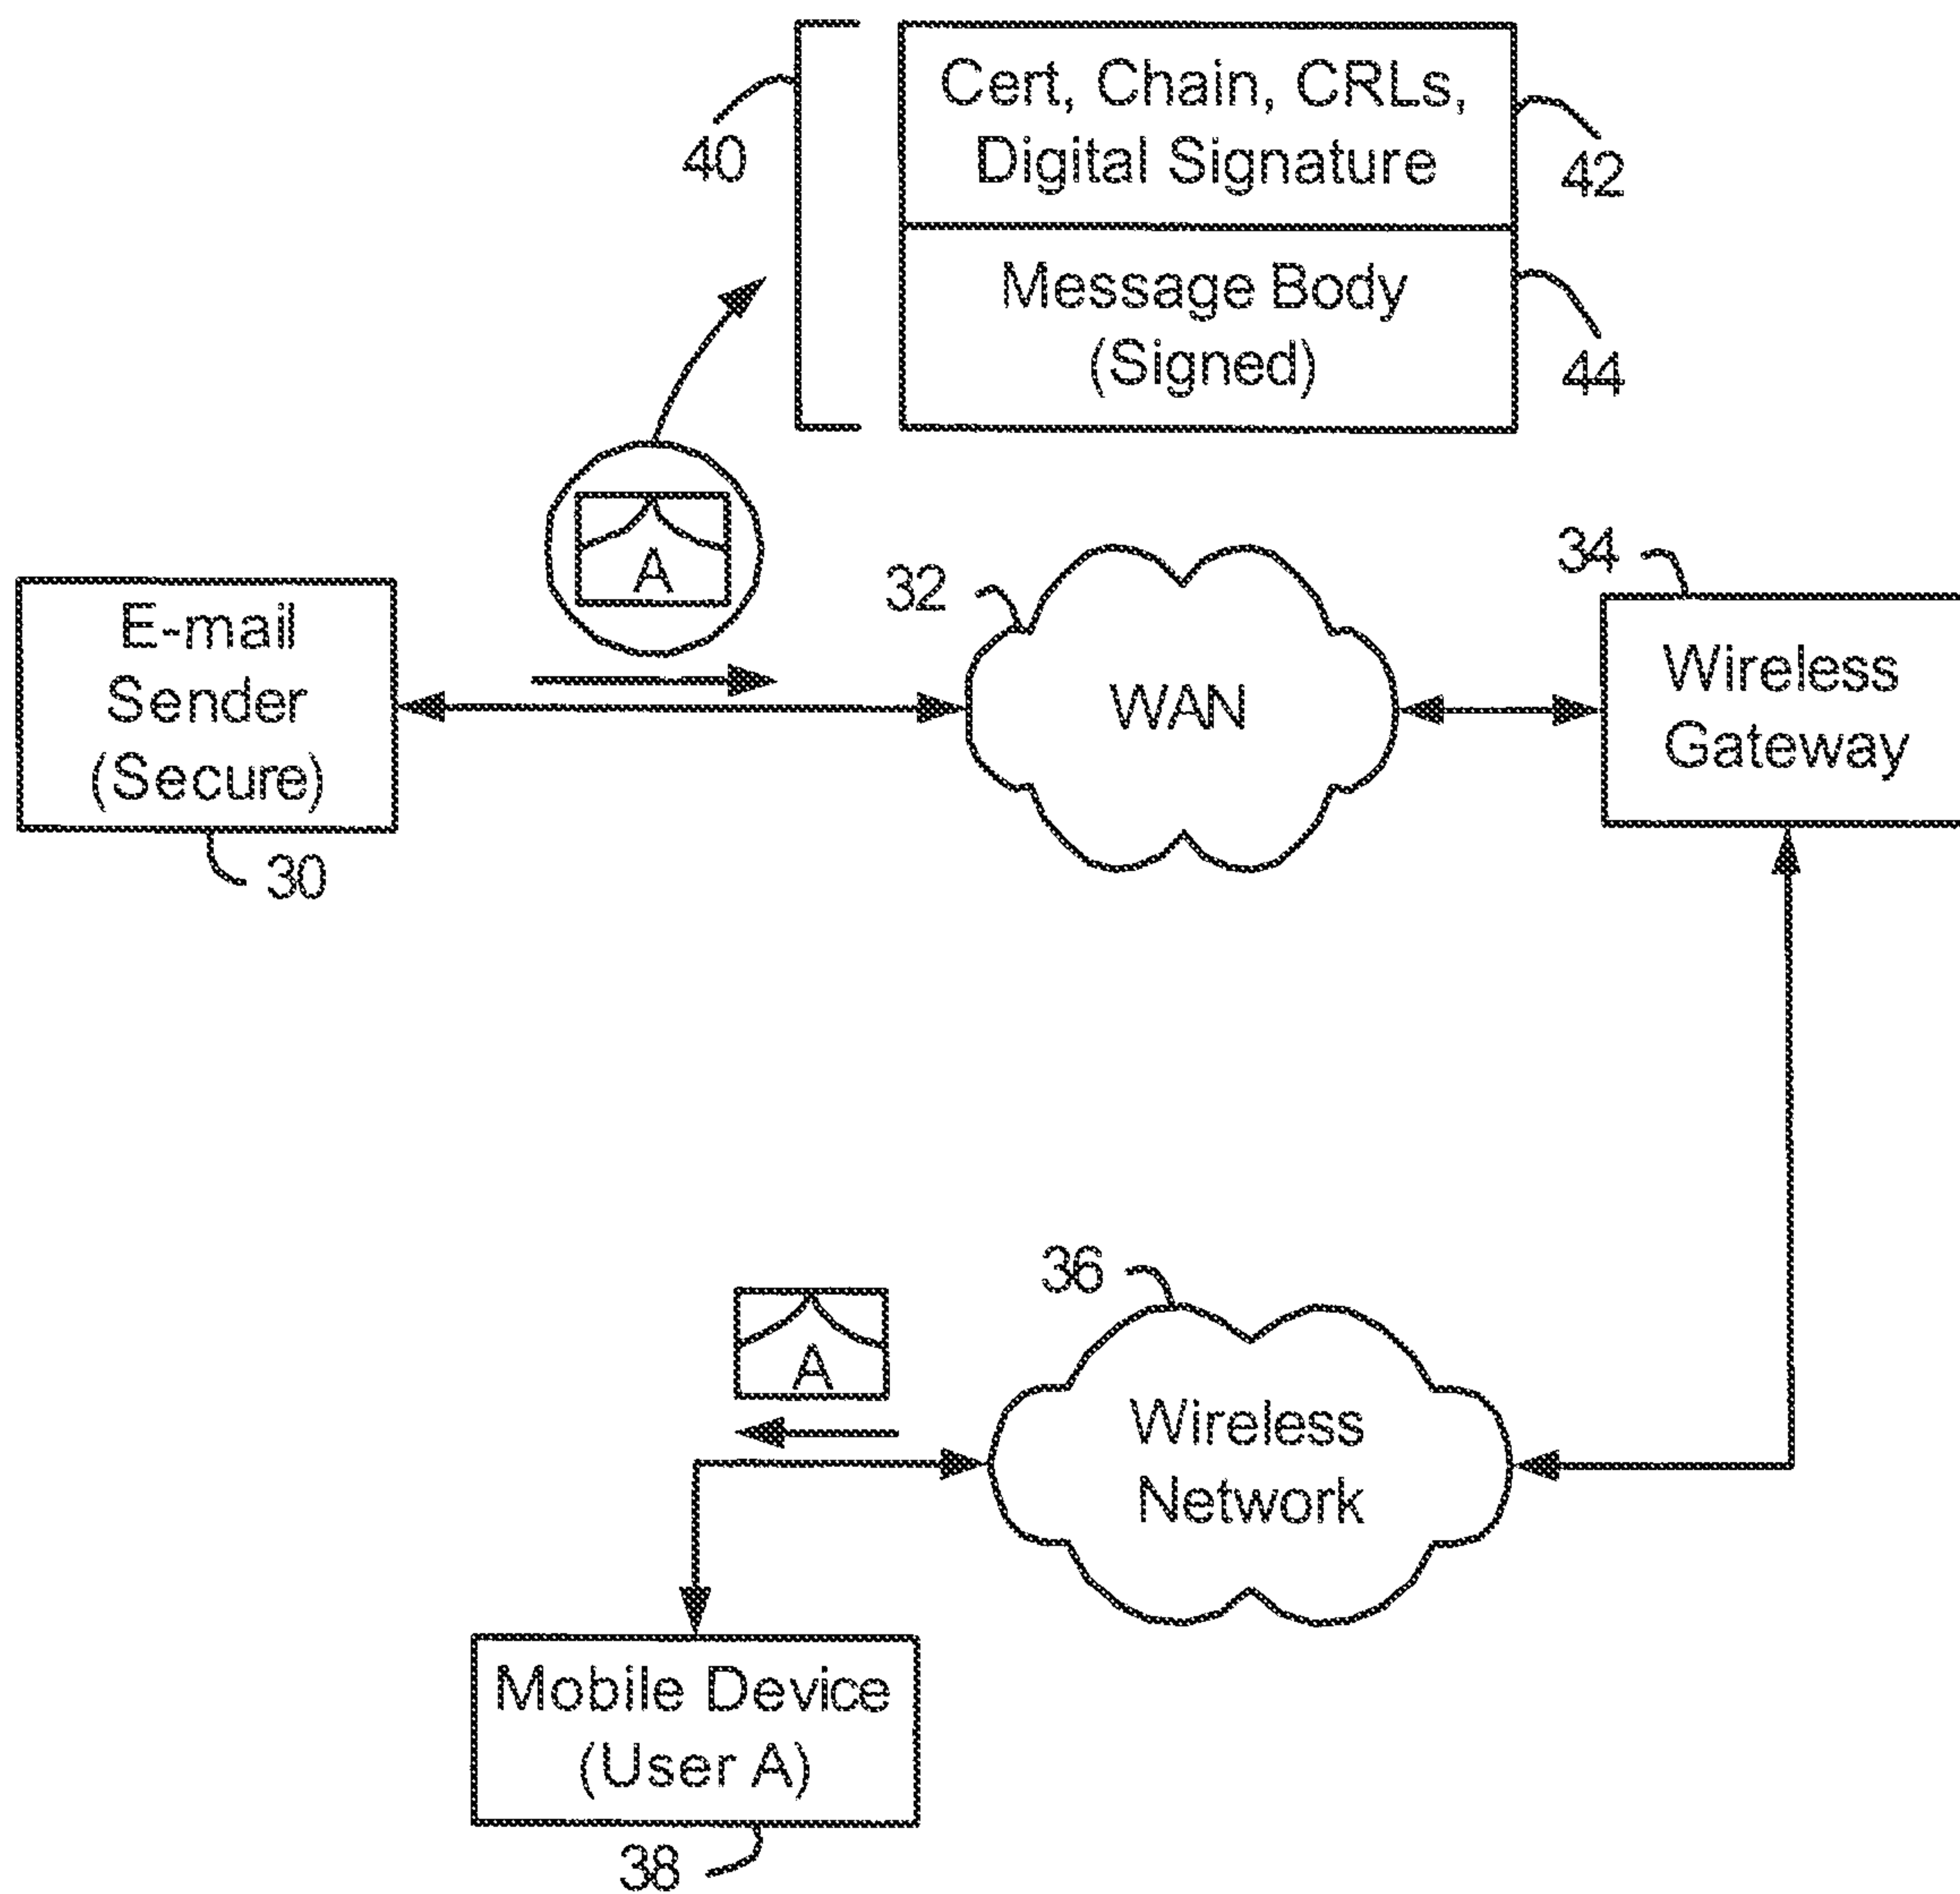 Cert, Chain, CRLs,
Digital Signature
40
42
Message Body
(Signed)
44
A
E-mail
Sender
(Secure)
30
32
WAN
34
Wireless
Gateway
36
A
Wireless
Network
Mobile Device
(User A)
38